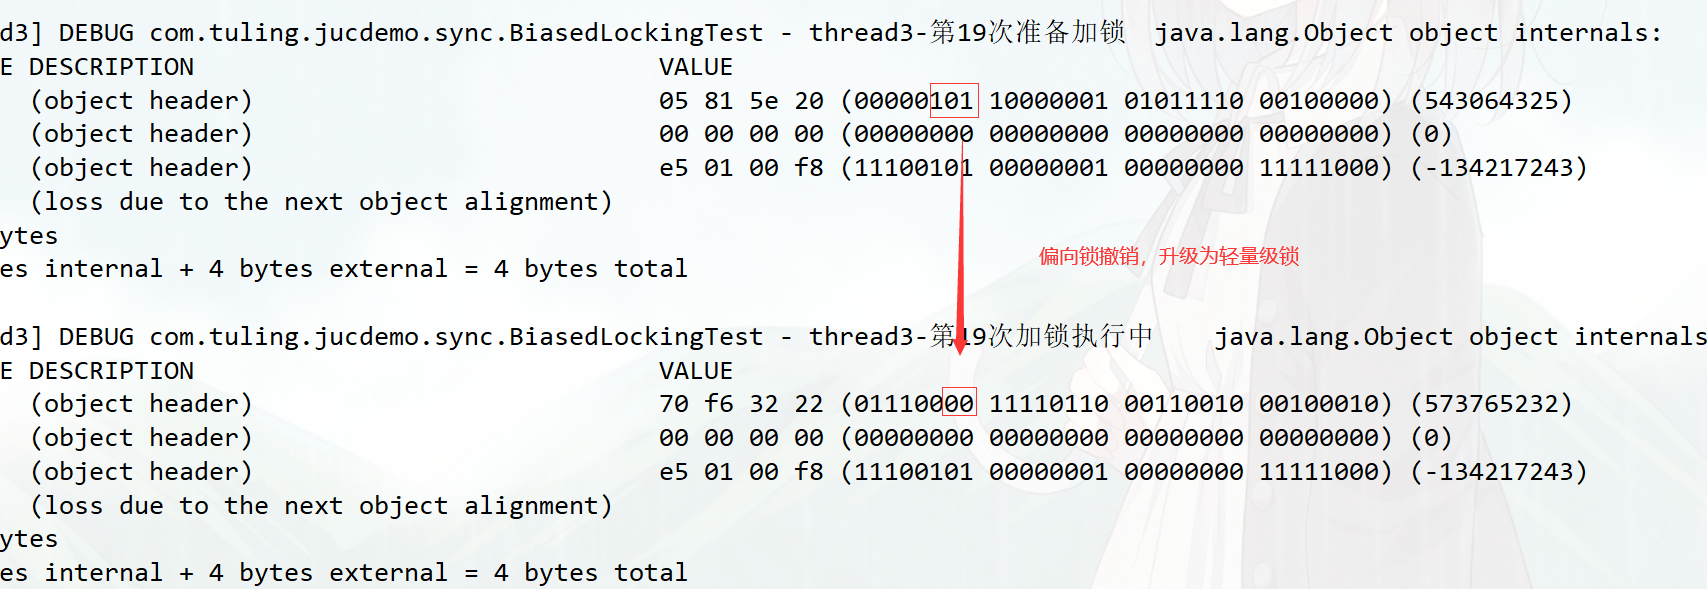 d3] DEBUG com.tuling.jucdemo.sync.BiasedLockingTest - thread3-第19次准备加锁 java.lang.Object object internals:
E DESCRIPTION VALUE
(object header) 05 81 5e 20 (00000101 10000001 01011110 00100000) (543064325)
(object header) 00 00 00 00 (00000000 00000000 00000000 00000000) (0)
(object header) e5 01 00 f8 (11100101 00000001 00000000 11111000) (-134217243)
(loss due to the next object alignment)
ytes
偏向锁撤销，升级为轻量级锁
es internal + 4 bytes external = 4 bytes total
d3] DEBUG com.tuling.jucdemo.sync.BiasedLockingTest - thread3-第19次加锁执行中 java.lang.Object object internals
E DESCRIPTION VALUE
(object header) 70 f6 32 22 (01110000 11110110 00110010 00100010) (573765232)
(object header) 00 00 00 00 (00000000 00000000 00000000 00000000) (0)
(object header) e5 01 00 f8 (11100101 00000001 00000000 11111000) (-134217243)
(loss due to the next object alignment)
ytes
es internal + 4 bytes external = 4 bytes total